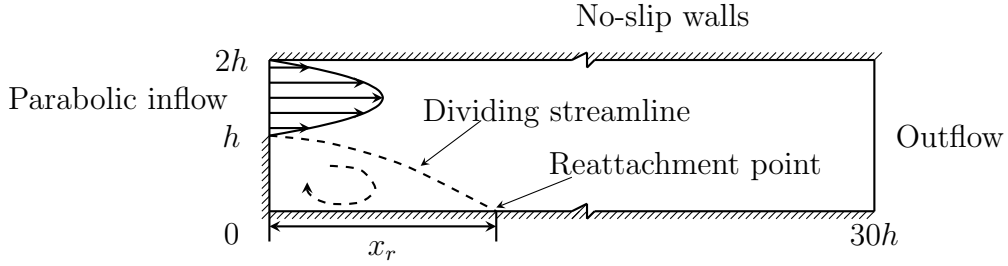 No-slip walls
2h
Parabolic inflow
Dividing streamline
h
Outflow
Reattachment point
0
30h
x_r